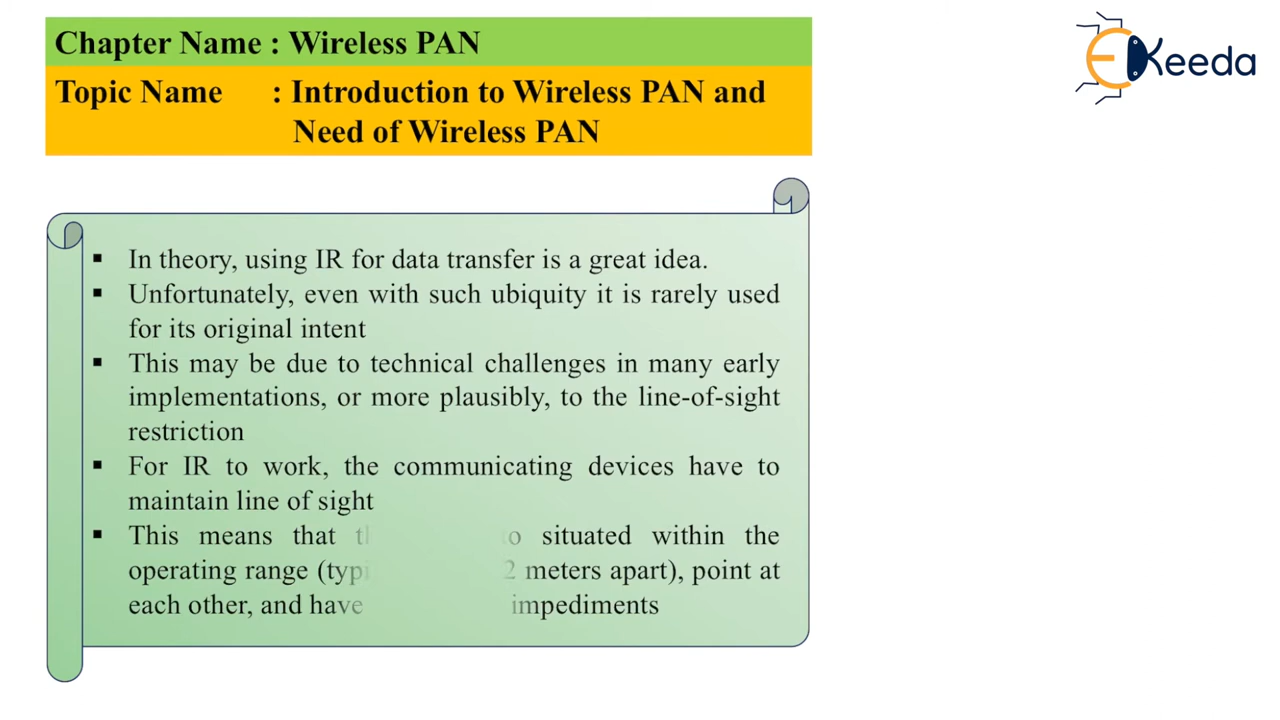 Chapter Name : Wireless PAN
Topic Name : Introduction to Wireless PAN and
Need of Wireless PAN
EKeeda
▪ In theory, using IR for data transfer is a great idea.
▪ Unfortunately, even with such ubiquity it is rarely used
for its original intent
▪ This may be due to technical challenges in many early
implementations, or more plausibly, to the line-of-sight
restriction
▪ For IR to work, the communicating devices have to
maintain line of sight
▪ This means that situated within the
operating range ( 2 meters apart), point at
each other, and have impediments